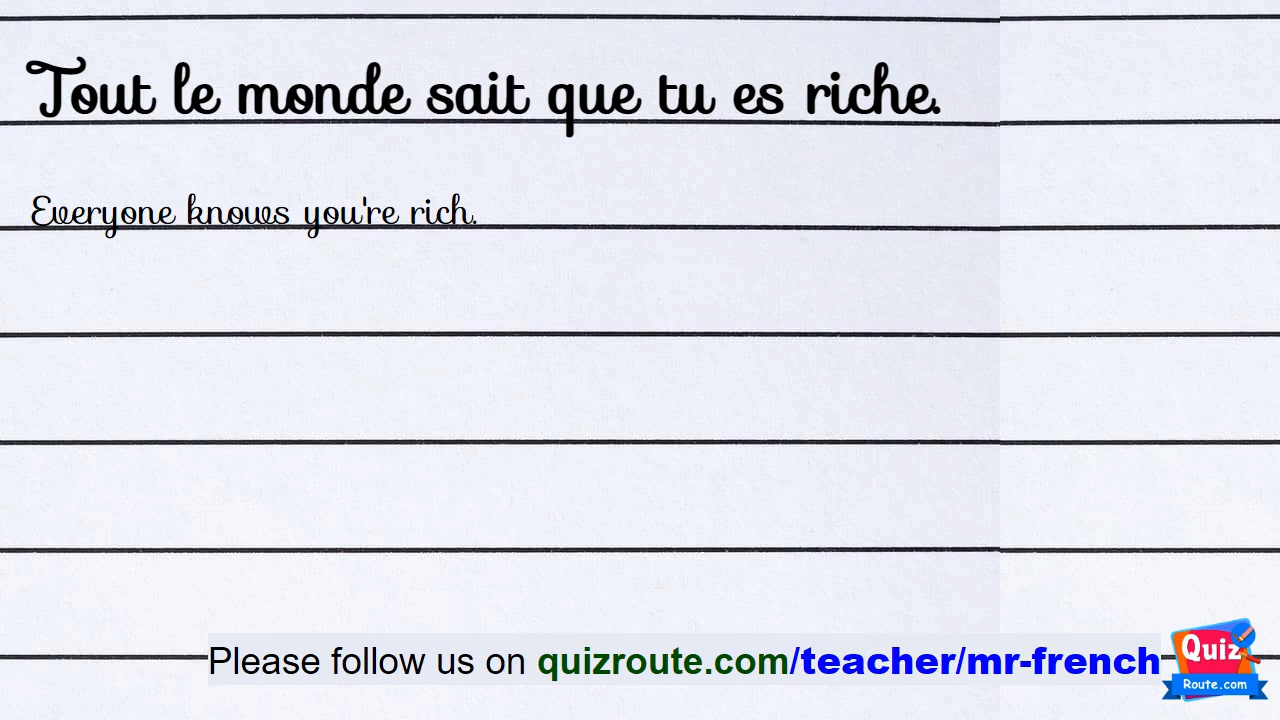 Tout le monde sait que tu es riche.
Everyone knows you're rich.
Please follow us on quizroute.com/teacher/mr-french
Quiz
Route.com